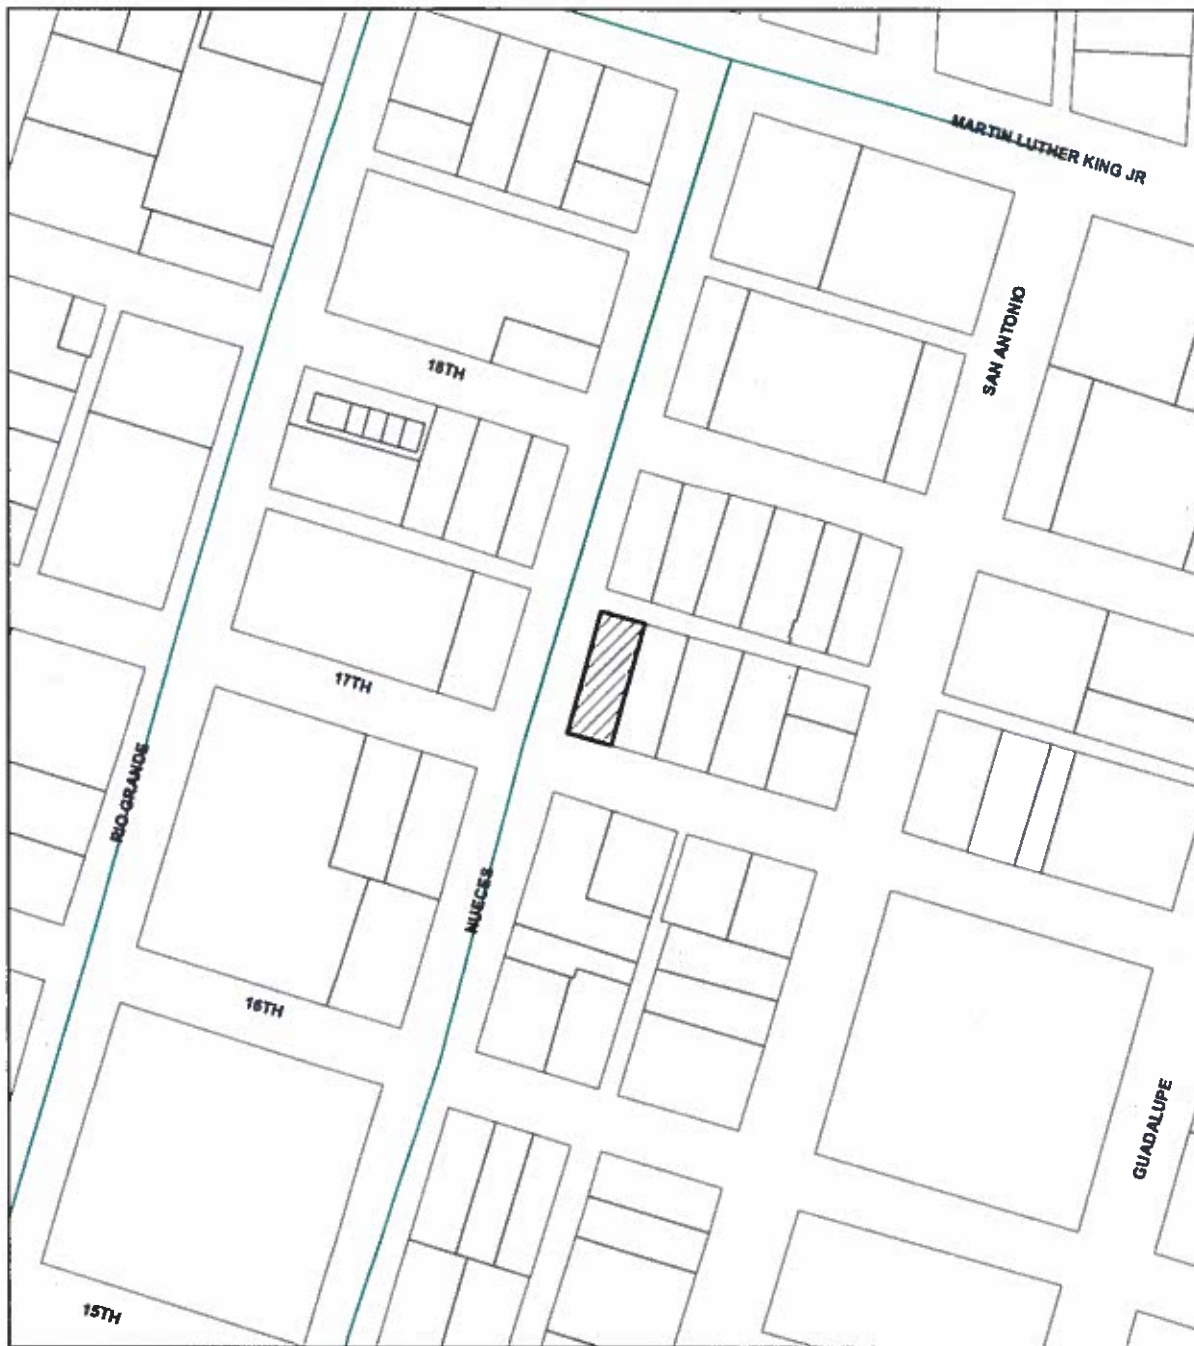 MARTIN LUTHER KING JR
SAN ANTONIO
18TH
17TH
RIO GRANDE
NUECES
16TH
GUADALUPE
15TH